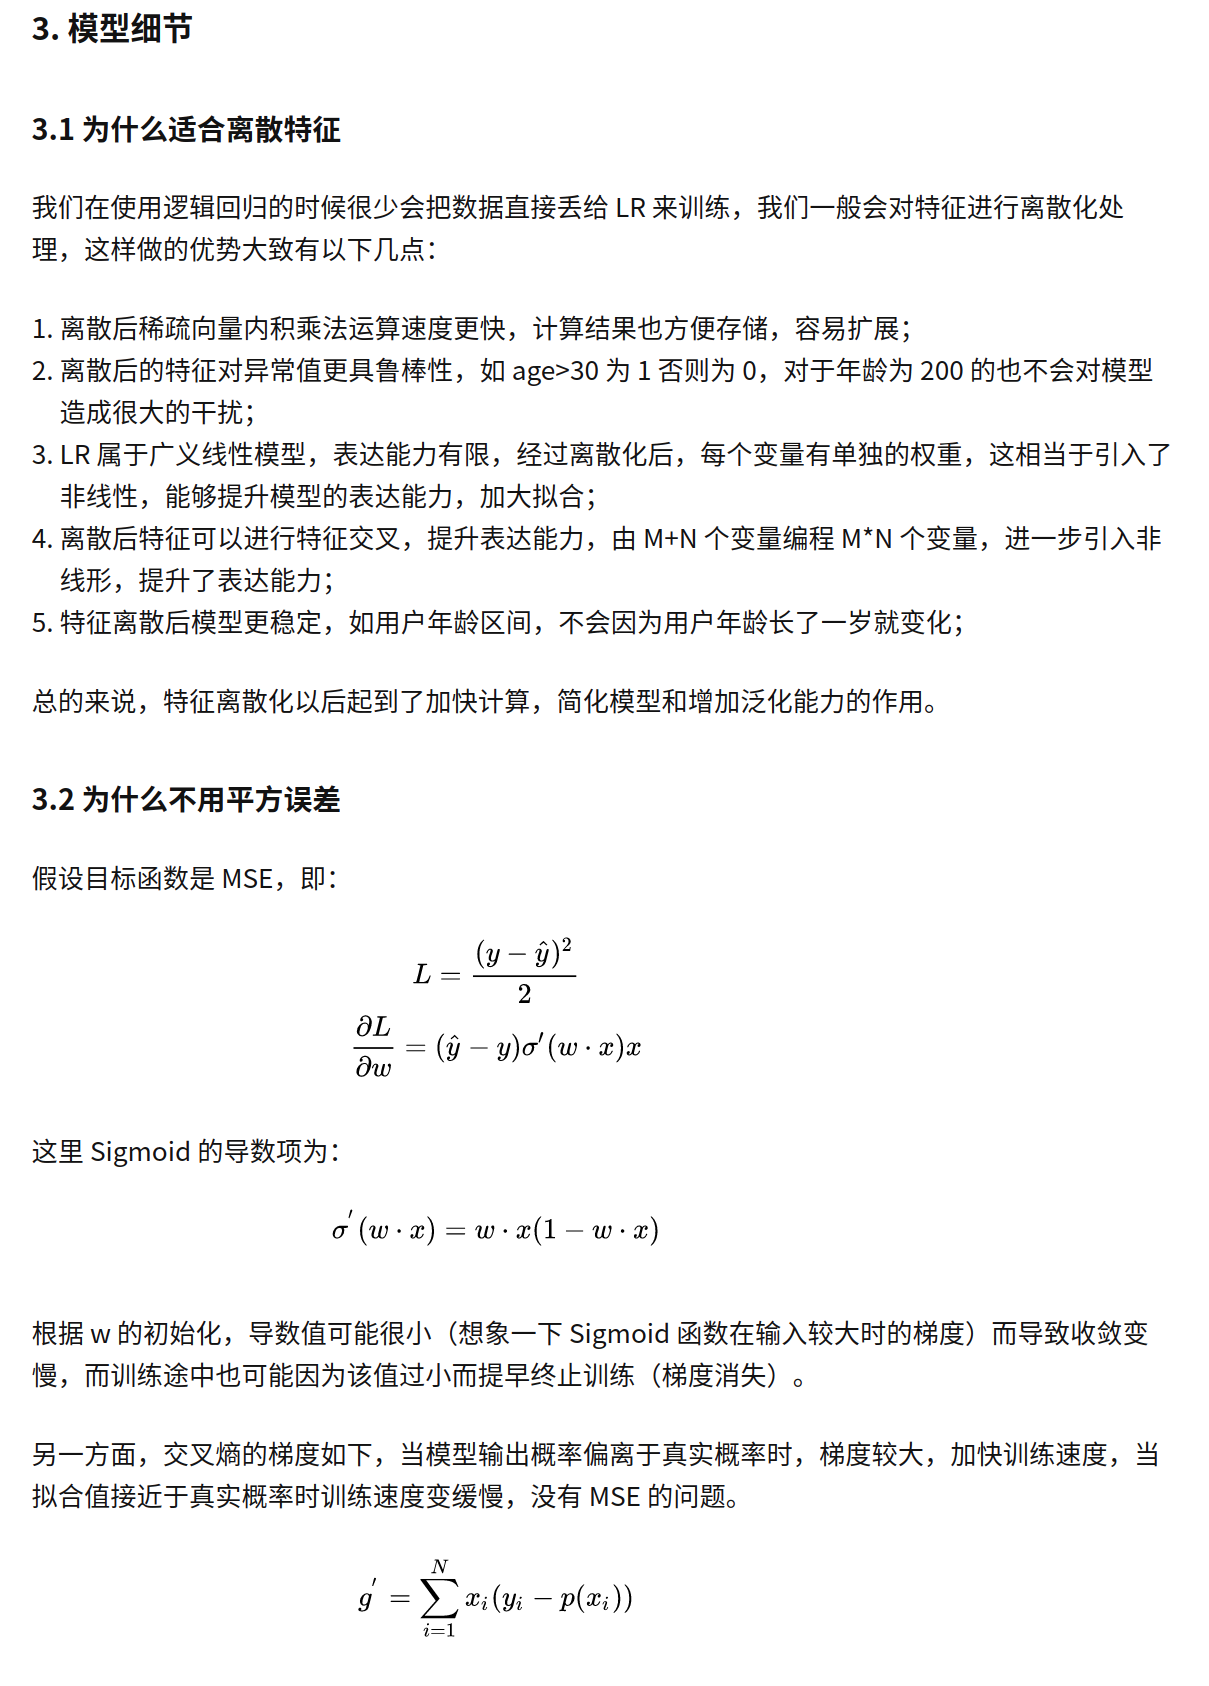 3. 模型细节
3.1 为什么适合离散特征
我们在使用逻辑回归的时候很少会把数据直接丢给 LR 来训练，我们一般会对特征进行离散化处
理，这样做的优势大致有以下几点：
1. 离散后稀疏向量内积乘法运算速度更快，计算结果也方便存储，容易扩展；
2. 离散后的特征对异常值更具鲁棒性，如 age>30 为 1 否则为 0，对于年龄为 200 的也不会对模型
造成很大的干扰；
3. LR 属于广义线性模型，表达能力有限，经过离散化后，每个变量有单独的权重，这相当于引入了
非线性，能够提升模型的表达能力，加大拟合；
4. 离散后特征可以进行特征交叉，提升表达能力，由 M+N 个变量编程 M*N 个变量，进一步引入非
线形，提升了表达能力；
5. 特征离散后模型更稳定，如用户年龄区间，不会因为用户年龄长了一岁就变化；
总的来说，特征离散化以后起到了加快计算，简化模型和增加泛化能力的作用。
3.2 为什么不用平方误差
假设目标函数是 MSE，即：
L = (y − ŷ)² / 2
∂L/∂w = (ŷ − y)σ′(w · x)x
这里 Sigmoid 的导数项为：
σ′(w · x) = w · x(1 − w · x)
根据 w 的初始化，导数值可能很小（想象一下 Sigmoid 函数在输入较大时的梯度）而导致收敛变
慢，而训练途中也可能因为该值过小而提早终止训练（梯度消失）。
另一方面，交叉熵的梯度如下，当模型输出概率偏离于真实概率时，梯度较大，加快训练速度，当
拟合值接近于真实概率时训练速度变缓慢，没有 MSE 的问题。
g′ = ∑_{i=1}^{N} x_i(y_i − p(x_i))